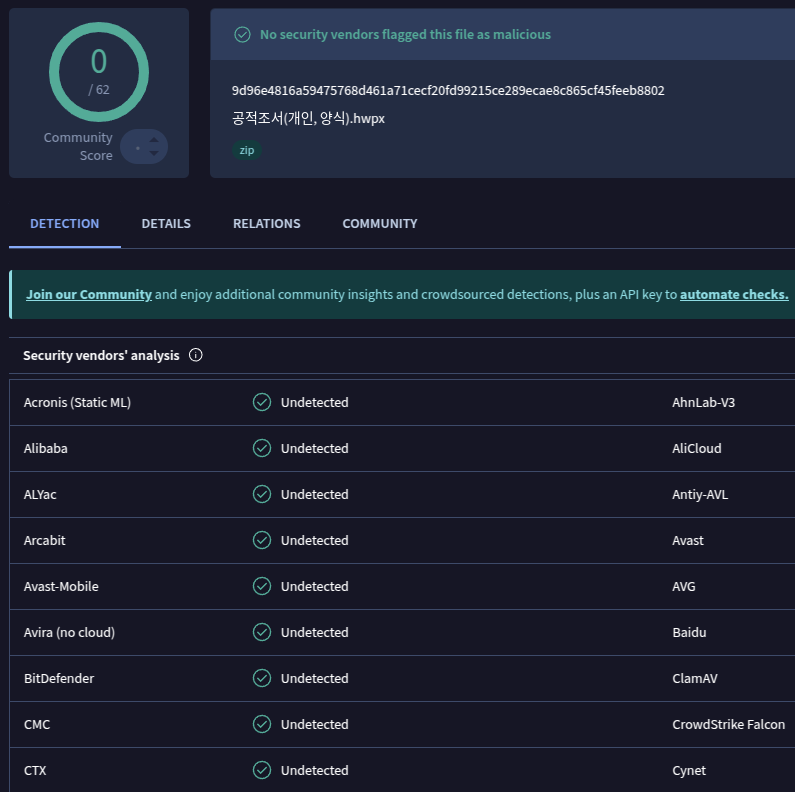 0
/ 62
Community
Score
No security vendors flagged this file as malicious
9d96e4816a59475768d461a71cecf20fd99215ce289ecae8c865cf45feeb8802
공적조서(개인, 양식).hwpx
zip
DETECTION DETAILS RELATIONS COMMUNITY
Join our Community and enjoy additional community insights and crowdsourced detections, plus an API key to automate checks.
Security vendors' analysis
Acronis (Static ML) Undetected AhnLab-V3
Alibaba Undetected AliCloud
ALYac Undetected Antiy-AVL
Arcabit Undetected Avast
Avast-Mobile Undetected AVG
Avira (no cloud) Undetected Baidu
BitDefender Undetected ClamAV
CMC Undetected CrowdStrike Falcon
CTX Undetected Cynet